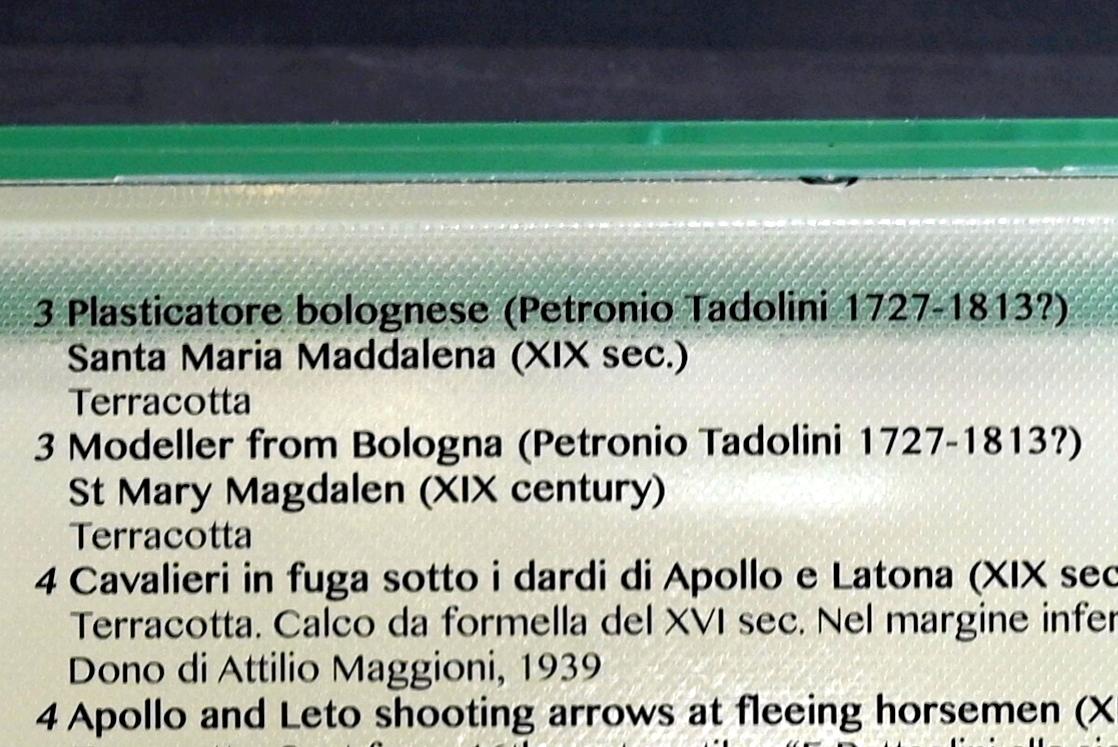 3 Plasticatore bolognese (Petronio Tadolini 1727-1813?)
Santa Maria Maddalena (XIX sec.)
Terracotta
3 Modeller from Bologna (Petronio Tadolini 1727-1813?)
St Mary Magdalen (XIX century)
Terracotta
4 Cavalieri in fuga sotto i dardi di Apollo e Latona (XIX sec
Terracotta. Calco da formella del XVI sec. Nel margine infer
Dono di Attilio Maggioni, 1939
4 Apollo and Leto shooting arrows at fleeing horsemen (X